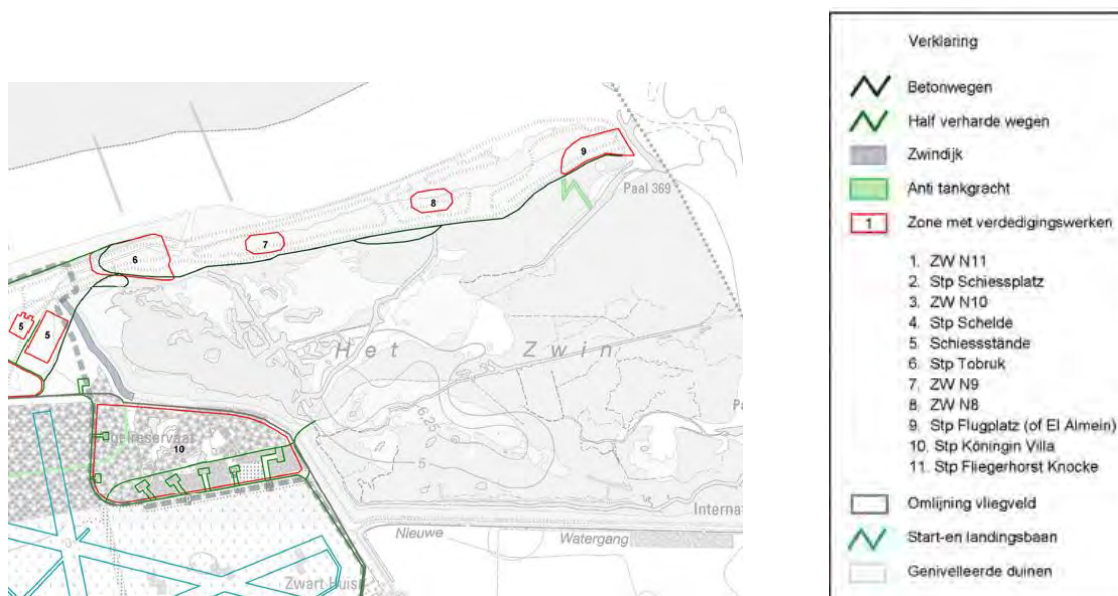 9
Paal 369
8
7
6
5
5
Het Zwin
10
6.25
5
Internat
Nieuwe Watergang
Zwart Huis
Verklaring
Betonwegen
Half verharde wegen
Zwindijk
Anti tankgracht
1 Zone met verdedigingswerken
1. ZW N11
2. Stp Schiessplatz
3. ZW N10
4. Stp Schelde
5. Schiessstände
6. Stp Tobruk
7. ZW N9
8. ZW N8
9. Stp Flugplatz (of El Almein)
10. Stp Köningin Villa
11. Stp Fliegerhorst Knocke
Omlijning vliegveld
Start-en landingsbaan
Genivelleerde duinen